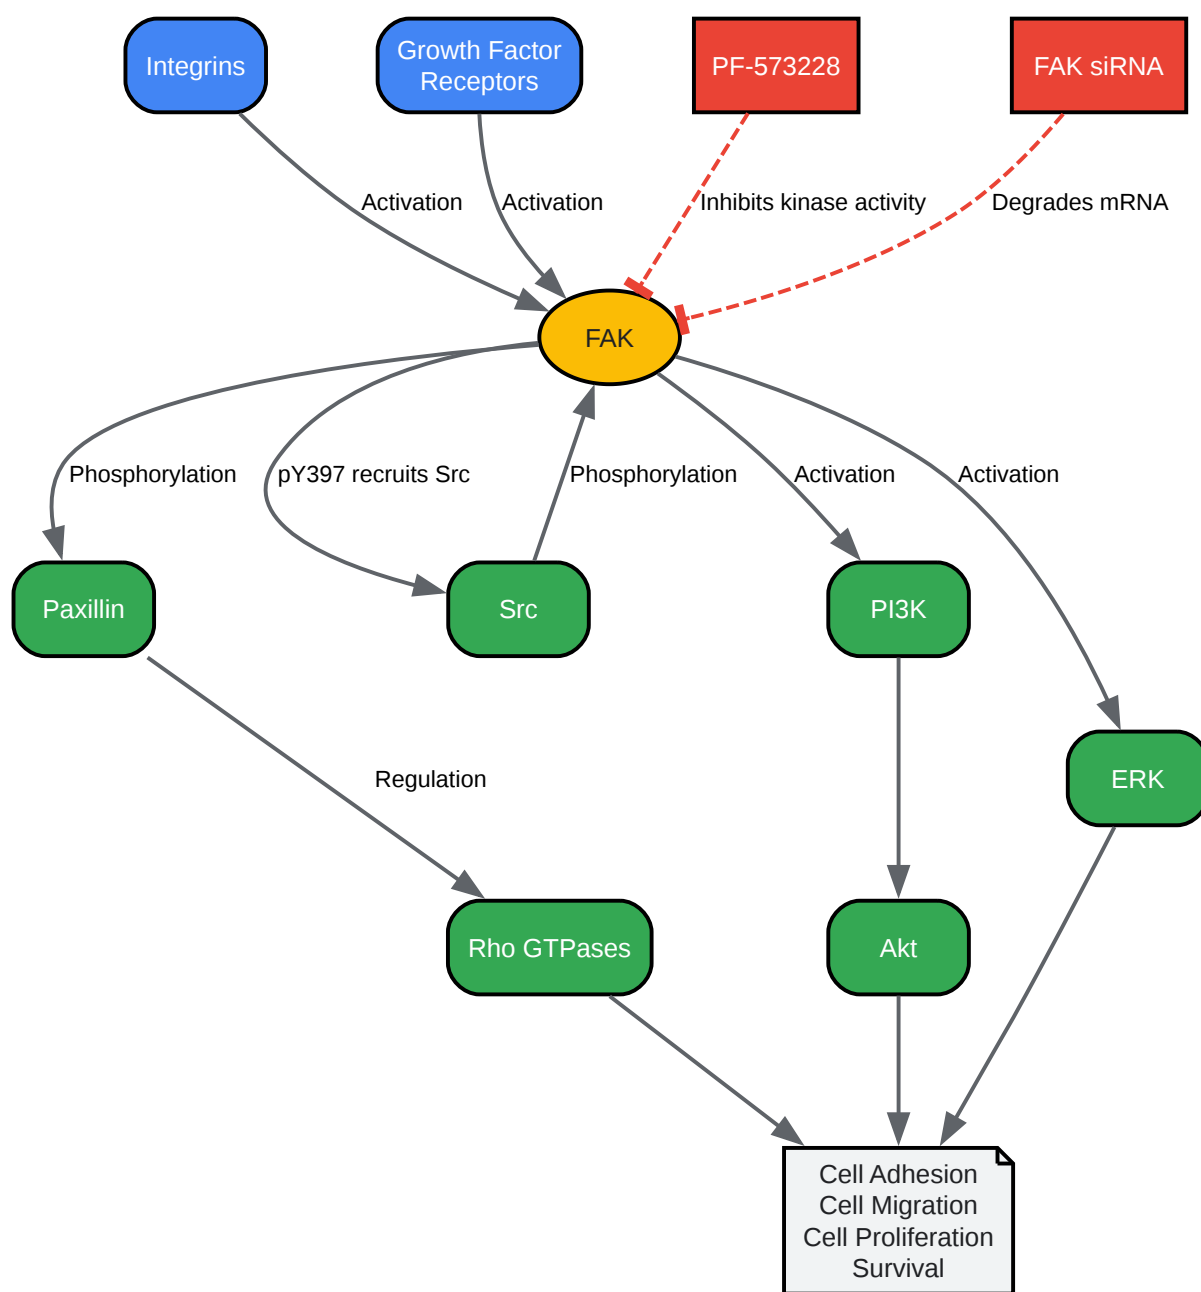 Integrins
Growth Factor
Receptors
PF-573228
FAK siRNA
Activation
Activation
Inhibits kinase activity
Degrades mRNA
FAK
Phosphorylation
pY397 recruits Src
Phosphorylation
Activation
Activation
Paxillin
Src
PI3K
Regulation
ERK
Rho GTPases
Akt
Cell Adhesion
Cell Migration
Cell Proliferation
Survival